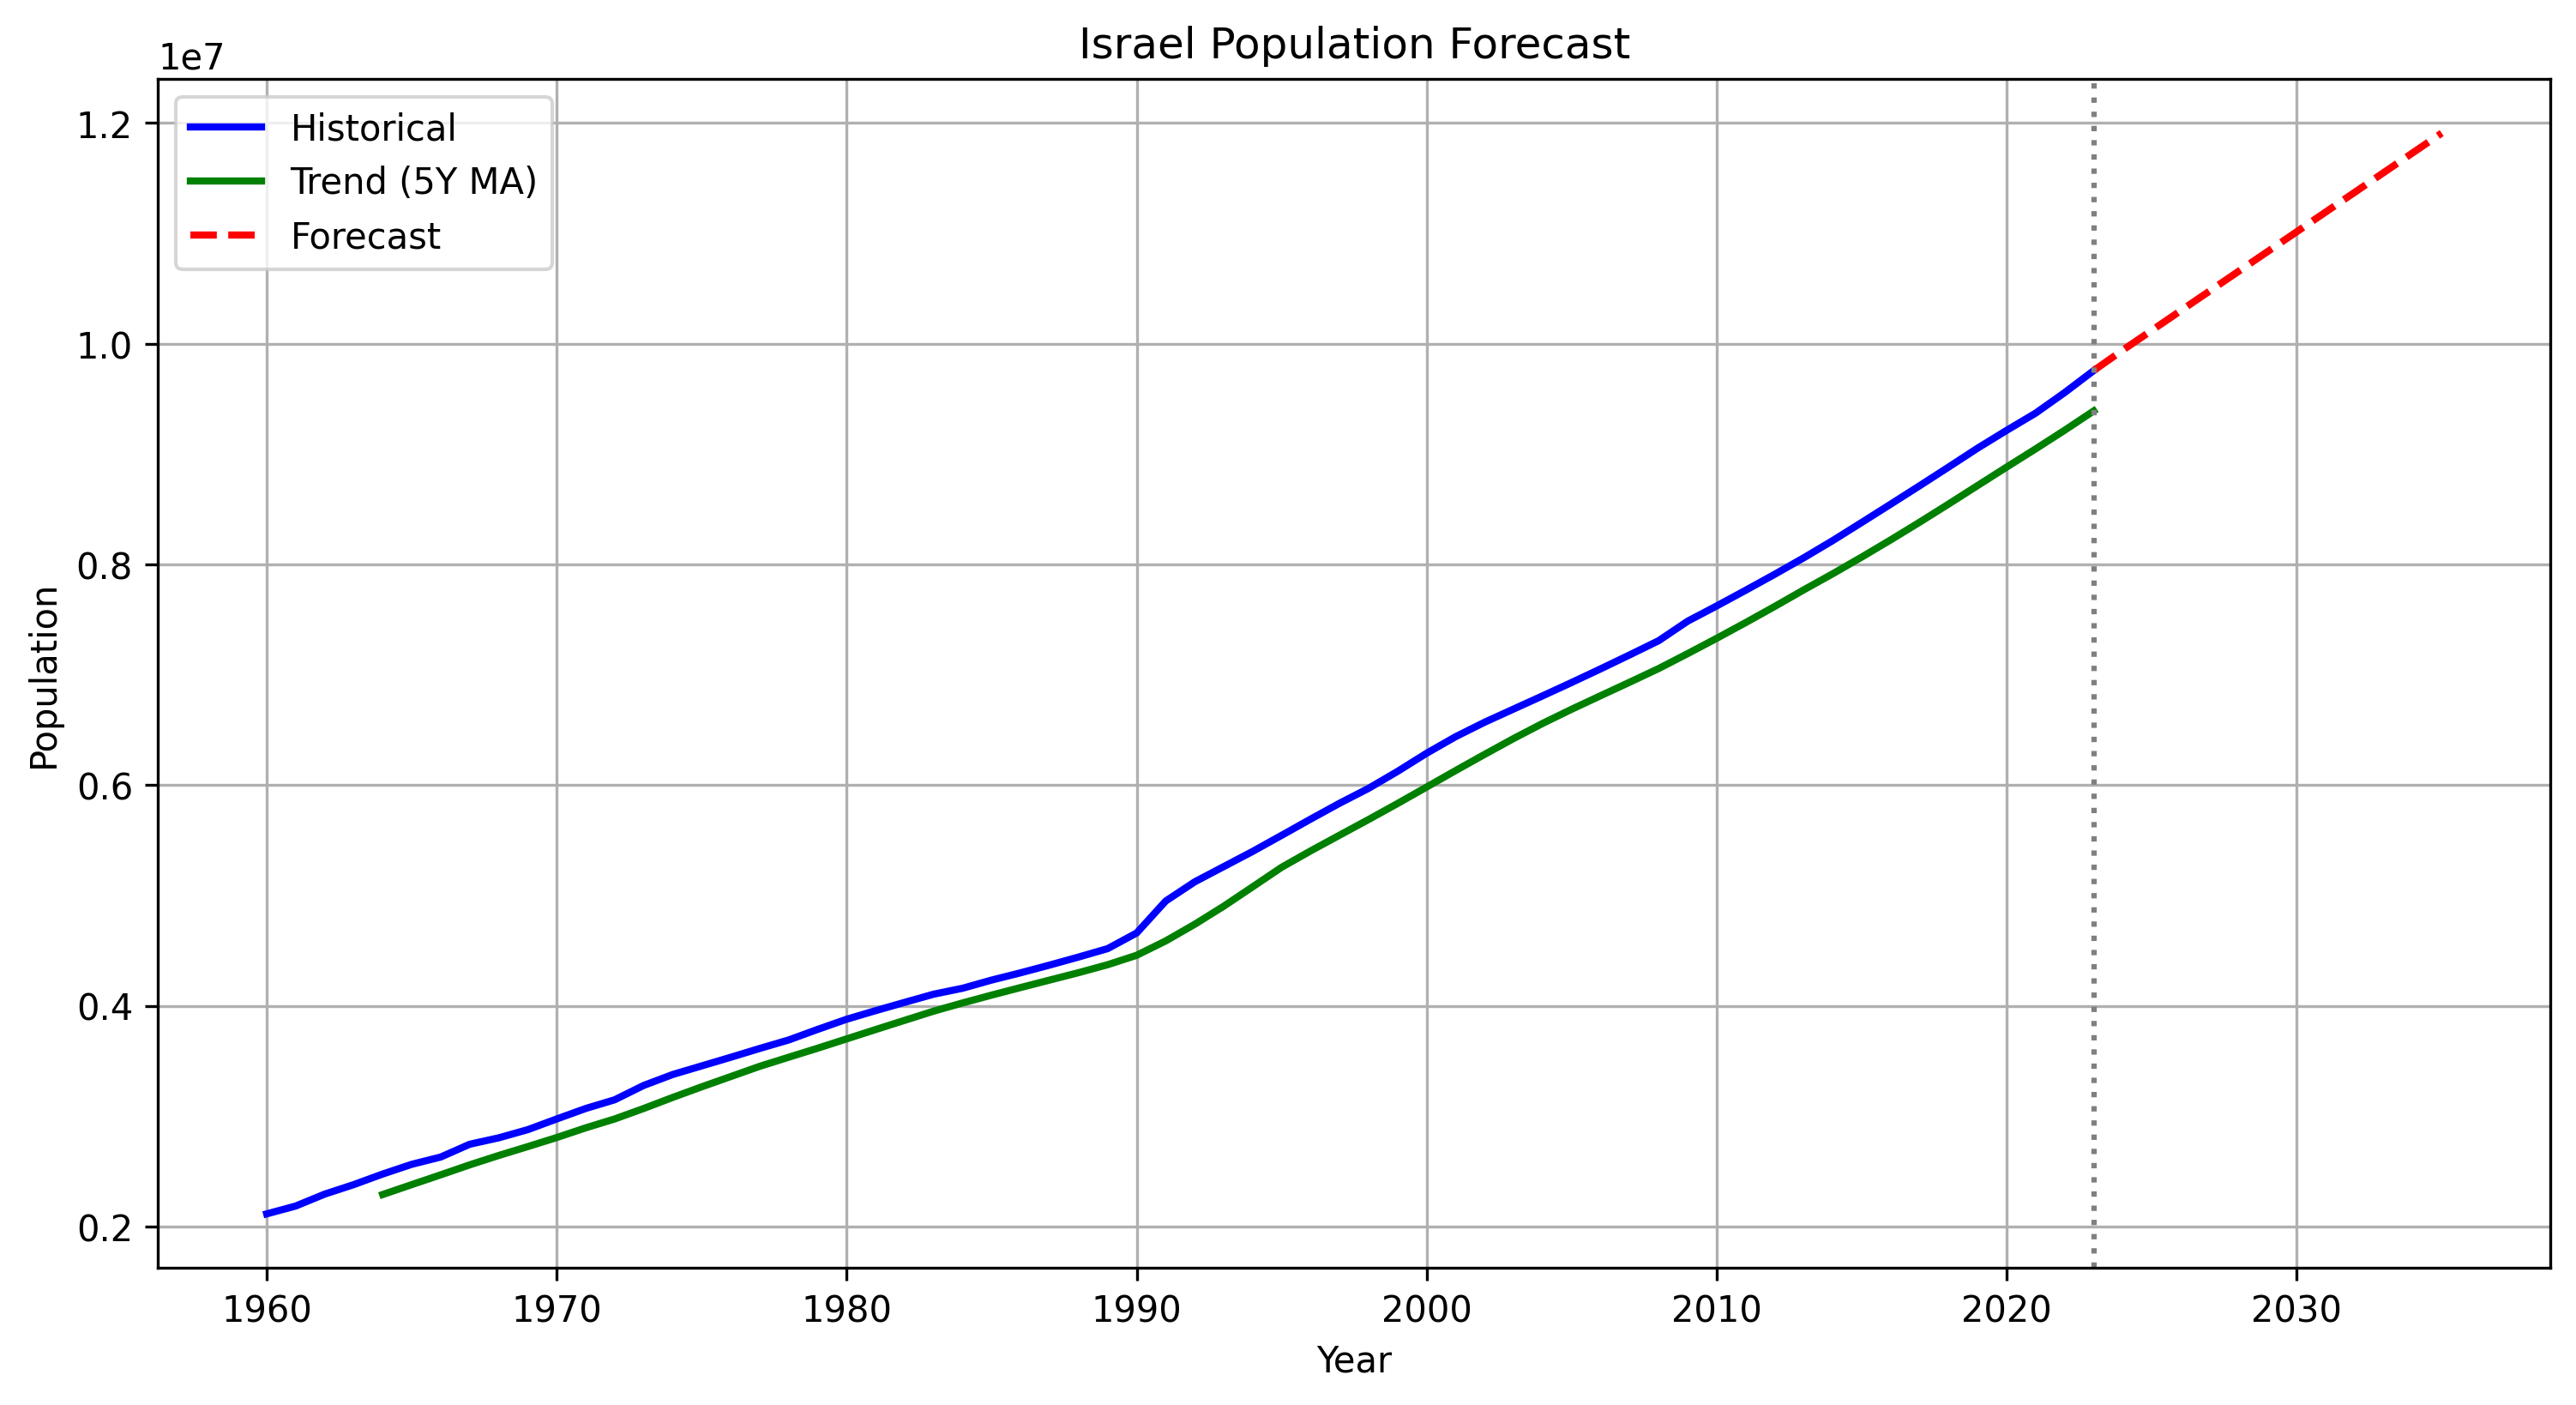 Israel Population Forecast
1e7
Historical
Trend (5Y MA)
Forecast
1.2
1.0
0.8
0.6
0.4
0.2
Population
1960 1970 1980 1990 2000 2010 2020 2030
Year